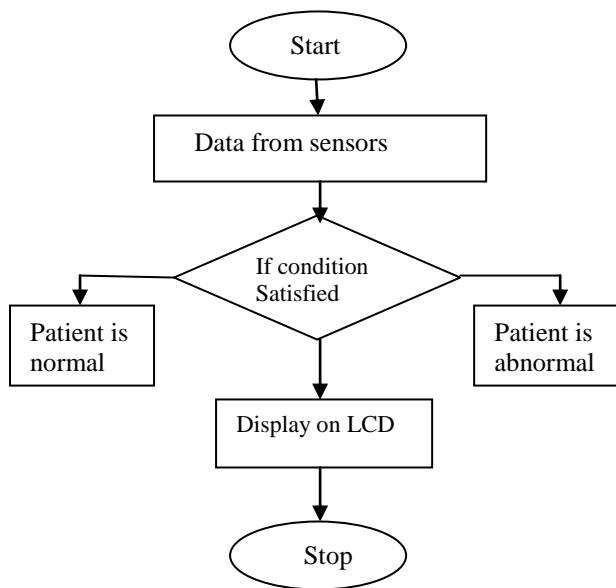 Start
Data from sensors
If condition
Satisfied
Patient is
normal
Patient is
abnormal
Display on LCD
Stop